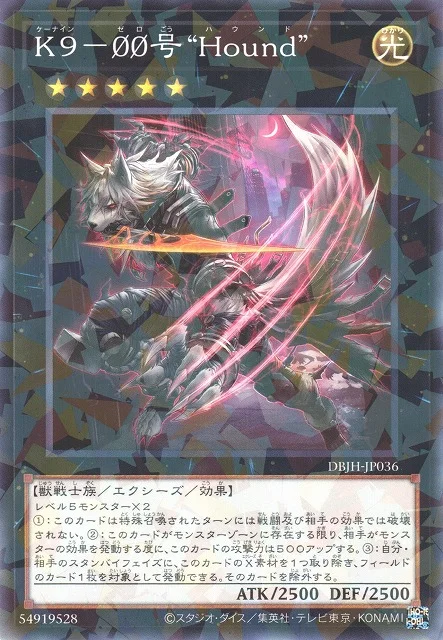 ケーナイン ゼロ ごう ハウンド
K9-ØØ号“Hound”
ひかり
光
DBJH-JP036
【獣戦士族/エクシーズ/効果】
レベル5モンスター×2
①:このカードは特殊召喚されたターンには戦闘及び相手の効果では破壊
されない。②:このカードがモンスターゾーンに存在する限り、相手がモンス
ターの効果を発動する度に、このカードの攻撃力は500アップする。③:自分・
相手のスタンバイフェイズに、このカードのX素材を1つ取り除き、フィールド
のカード1枚を対象として発動できる。そのカードを除外する。
ATK/2500 DEF/2500
54919528
©スタジオ・ダイス/集英社・テレビ東京・KONAMI